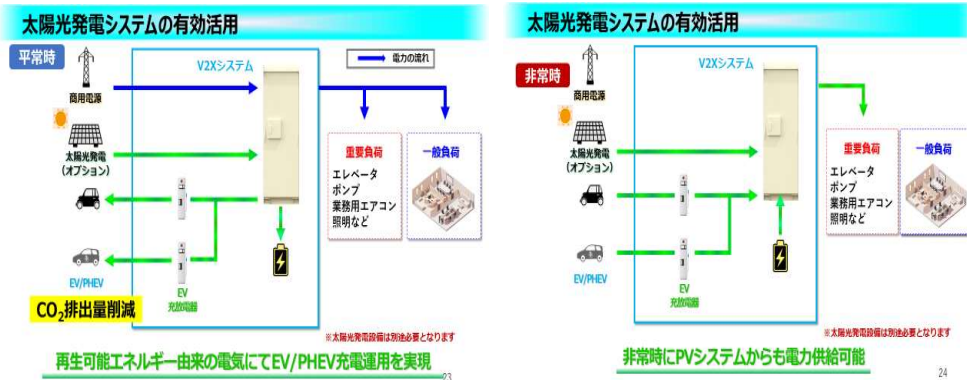 太陽光発電システムの有効活用
平常時
V2Xシステム
電力の流れ
商用電源
太陽光発電
(オプション)
重要負荷
一般負荷
エレベータ
ポンプ
業務用エアコン
照明など
EV/PHEV
EV
充放電器
CO₂排出量削減
※太陽光発電設備は別途必要となります
再生可能エネルギー由来の電気にてEV/PHEV充電運用を実現
23
太陽光発電システムの有効活用
非常時
V2Xシステム
商用電源
太陽光発電
(オプション)
重要負荷
一般負荷
エレベータ
ポンプ
業務用エアコン
照明など
EV/PHEV
EV
充放電器
※太陽光発電設備は別途必要となります
非常時にPVシステムからも電力供給可能
24